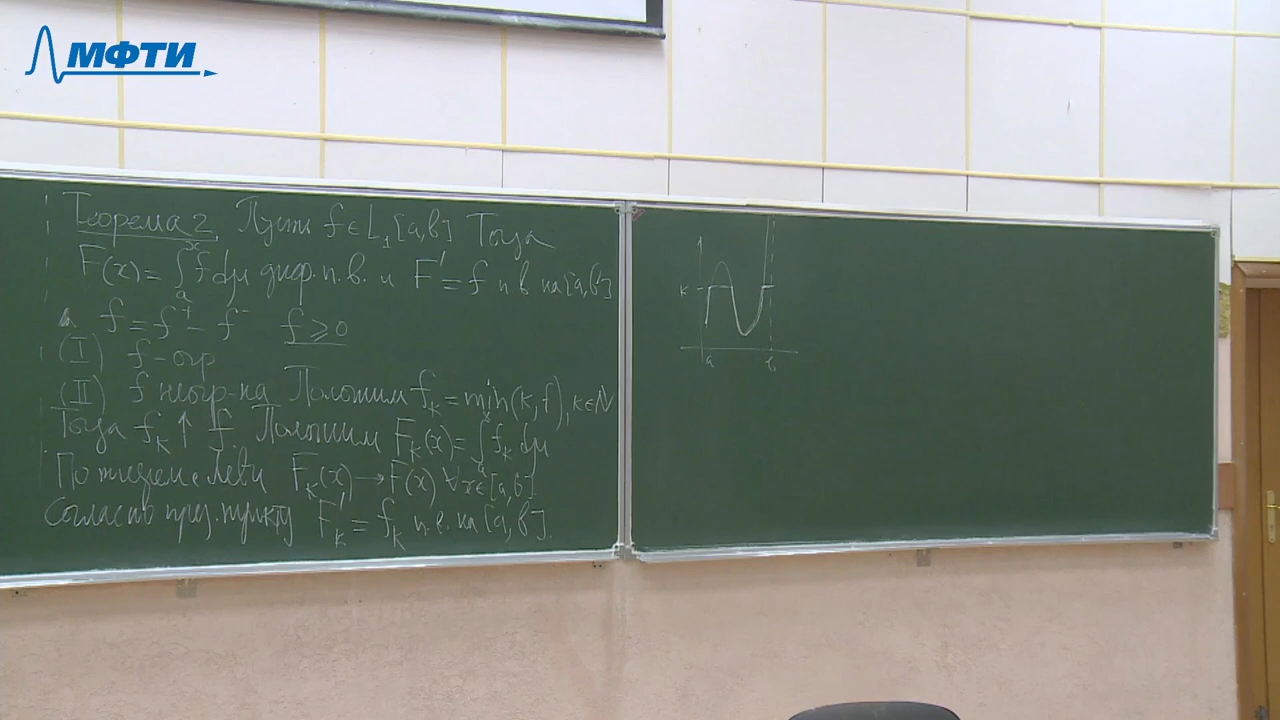 МФТИ
Теорема 2. Пусть f ∈ L₁[a,b] Тогда
F(x) = ∫ₐˣ f dμ диф. п.в. и F' = f п в на [a,b]
f = f⁺ - f⁻ f ⩾ 0
(I) f - огр
(II) f неогр-на Положим f_k = min(k, f), k ∈ N
Тогда f_k ↑ f. Положим F_k(x) = ∫ₐˣ f_k dμ
По теореме Леви F_k(x) → F(x) ∀x∈[a,b]
Согласно пред. пункту F'_k = f_k п.в. на [a,b].
к
a b